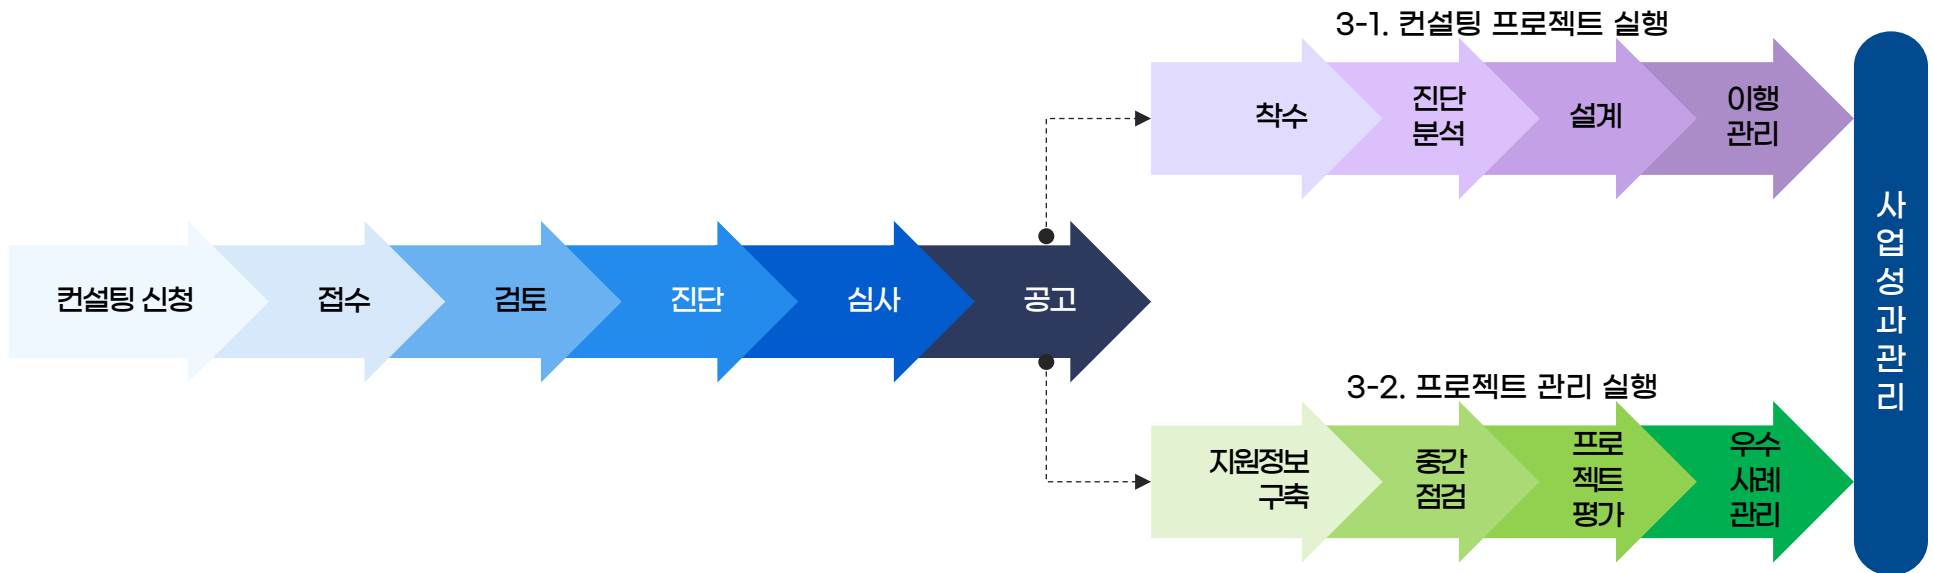 3-1. 컨설팅 프로젝트 실행
착수
진단
분석
설계
이행
관리
컨설팅 신청
접수
검토
진단
심사
공고
3-2. 프로젝트 관리 실행
지원정보
구축
중간
점검
프로
젝트
평가
우수
사례
관리
사
업
성
과
관
리